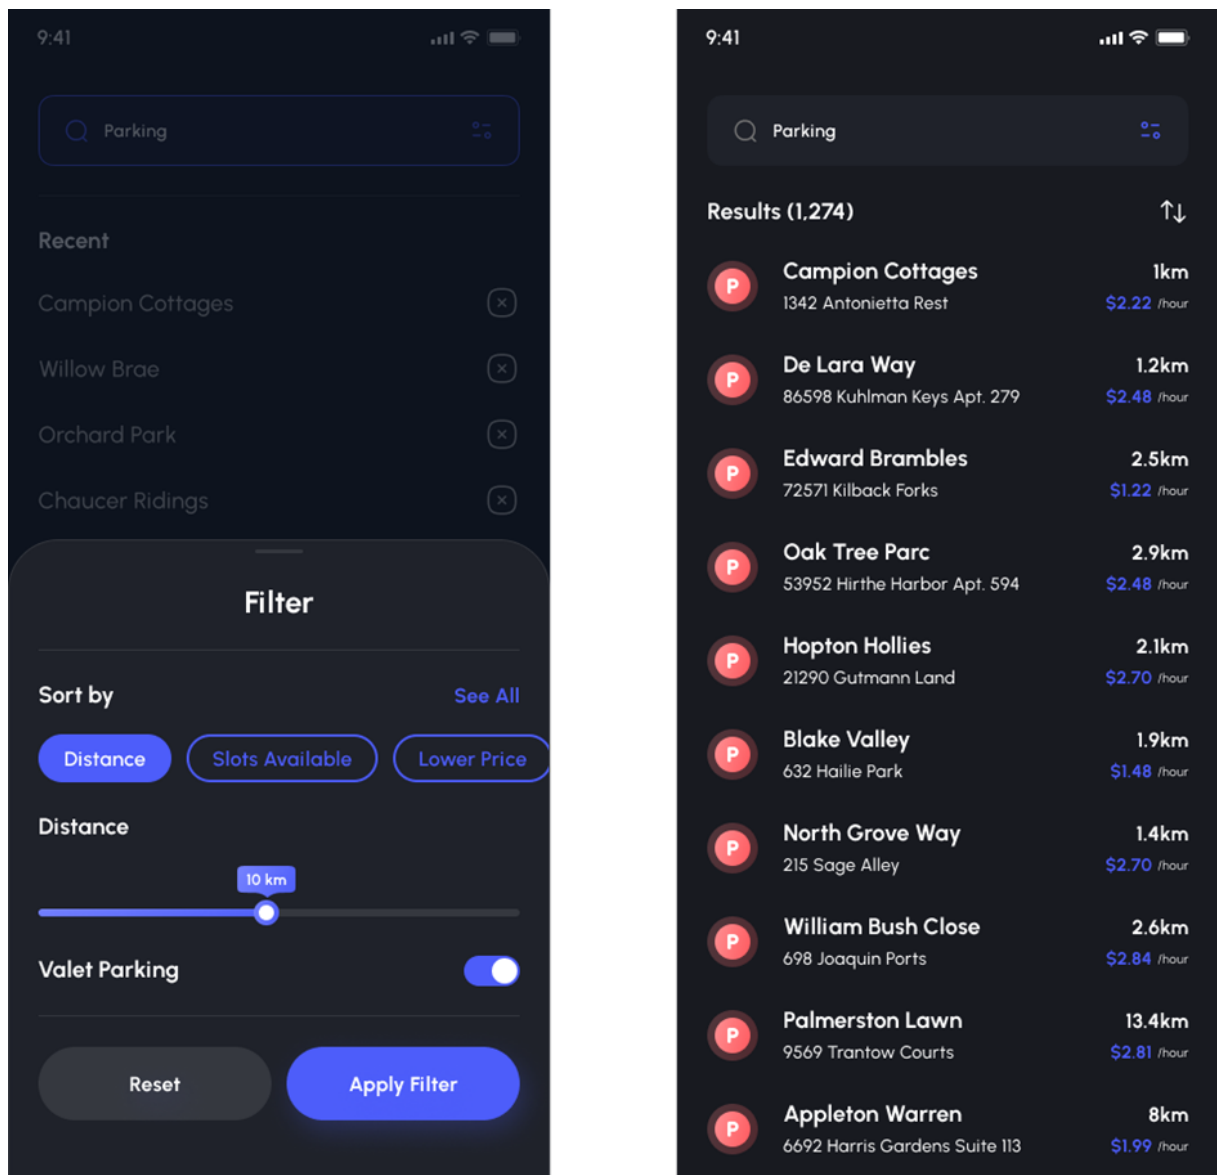 9:41
Parking
Recent
Campion Cottages
Willow Brae
Orchard Park
Chaucer Ridings
Filter
Sort by See All
Distance Slots Available Lower Price
Distance
10 km
Valet Parking
Reset Apply Filter
9:41
Parking
Results (1,274)
P Campion Cottages 1km
1342 Antonietta Rest $2.22 /hour
P De Lara Way 1.2km
86598 Kuhlman Keys Apt. 279 $2.48 /hour
P Edward Brambles 2.5km
72571 Kilback Forks $1.22 /hour
P Oak Tree Parc 2.9km
53952 Hirthe Harbor Apt. 594 $2.48 /hour
P Hopton Hollies 2.1km
21290 Gutmann Land $2.70 /hour
P Blake Valley 1.9km
632 Hailie Park $1.48 /hour
P North Grove Way 1.4km
215 Sage Alley $2.70 /hour
P William Bush Close 2.6km
698 Joaquin Ports $2.84 /hour
P Palmerston Lawn 13.4km
9569 Trantow Courts $2.81 /hour
P Appleton Warren 8km
6692 Harris Gardens Suite 113 $1.99 /hour